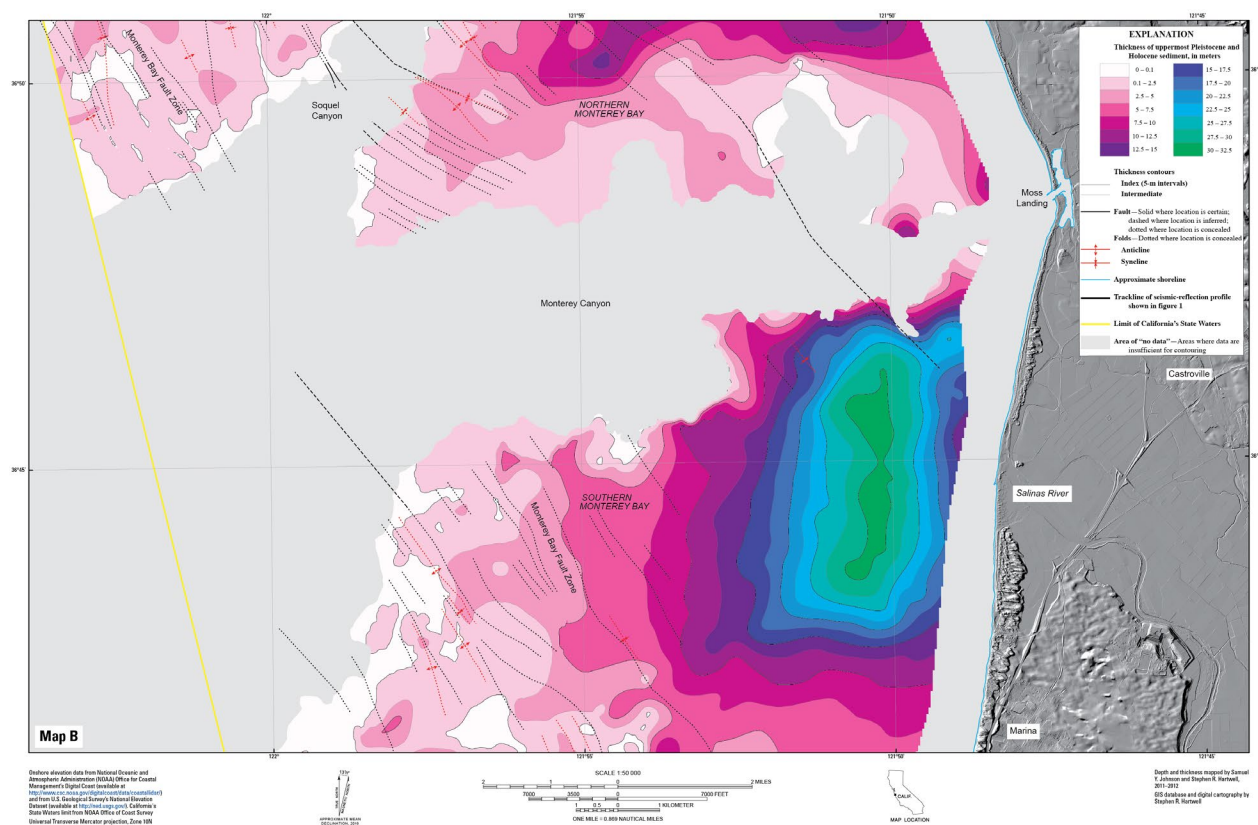 122°
121°55'
121°50'
121°45'
36°50'
Monterey Bay Fault Zone
Soquel
Canyon
NORTHERN
MONTEREY BAY
Moss
Landing
Monterey Canyon
Castroville
36°45'
SOUTHERN
MONTEREY BAY
Monterey Bay Fault Zone
Salinas River
Marina
Map B
122°
121°55'
121°50'
EXPLANATION
Thickness of uppermost Pleistocene and
Holocene sediment, in meters
0 – 0.1
0.1 – 2.5
2.5 – 5
5 – 7.5
7.5 – 10
10 – 12.5
12.5 – 15
15 – 17.5
17.5 – 20
20 – 22.5
22.5 – 25
25 – 27.5
27.5 – 30
30 – 32.5
Thickness contours
Index (5-m intervals)
Intermediate
Fault—Solid where location is certain;
dashed where location is inferred;
dotted where location is concealed
Folds—Dotted where location is concealed
Anticline
Syncline
Approximate shoreline
Trackline of seismic-reflection profile
shown in figure 1
Limit of California's State Waters
Area of "no data"—Areas where data are
insufficient for contouring
Onshore elevation data from National Oceanic and
Atmospheric Administration (NOAA) Office for Coastal
Management's Digital Coast (available at
http://www.csc.noaa.gov/digitalcoast/data/coastallidar/)
and from U.S. Geological Survey's National Elevation
Dataset (available at http://ned.usgs.gov/). California's
State Waters limit from NOAA Office of Coast Survey
Universal Transverse Mercator projection, Zone 10N
APPROXIMATE MEAN
DECLINATION, 2016
SCALE 1:50 000
2 1 0 2 MILES
7000 3500 0 7000 FEET
1 0.5 0 1 KILOMETER
ONE MILE = 0.869 NAUTICAL MILES
CALIF.
MAP LOCATION
Depth and thickness mapped by Samuel
Y. Johnson and Stephen R. Hartwell,
2011–2012
GIS database and digital cartography by
Stephen R. Hartwell